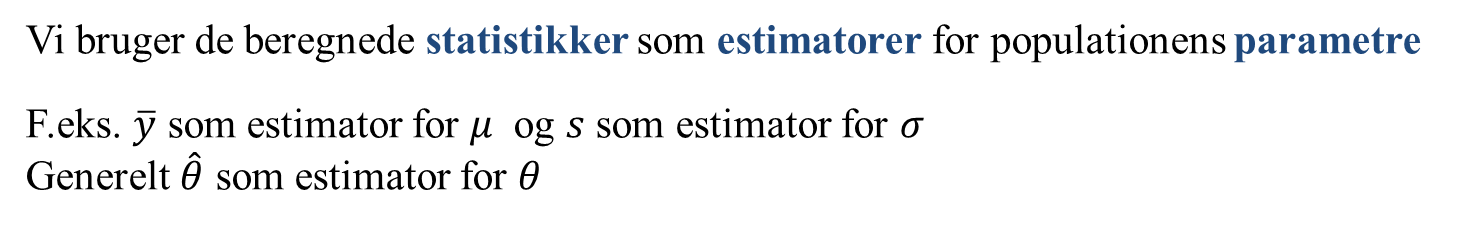 Vi bruger de beregnede statistikker som estimatorer for populationens parametre
F.eks. ȳ som estimator for μ og s som estimator for σ
Generelt θ̂ som estimator for θ